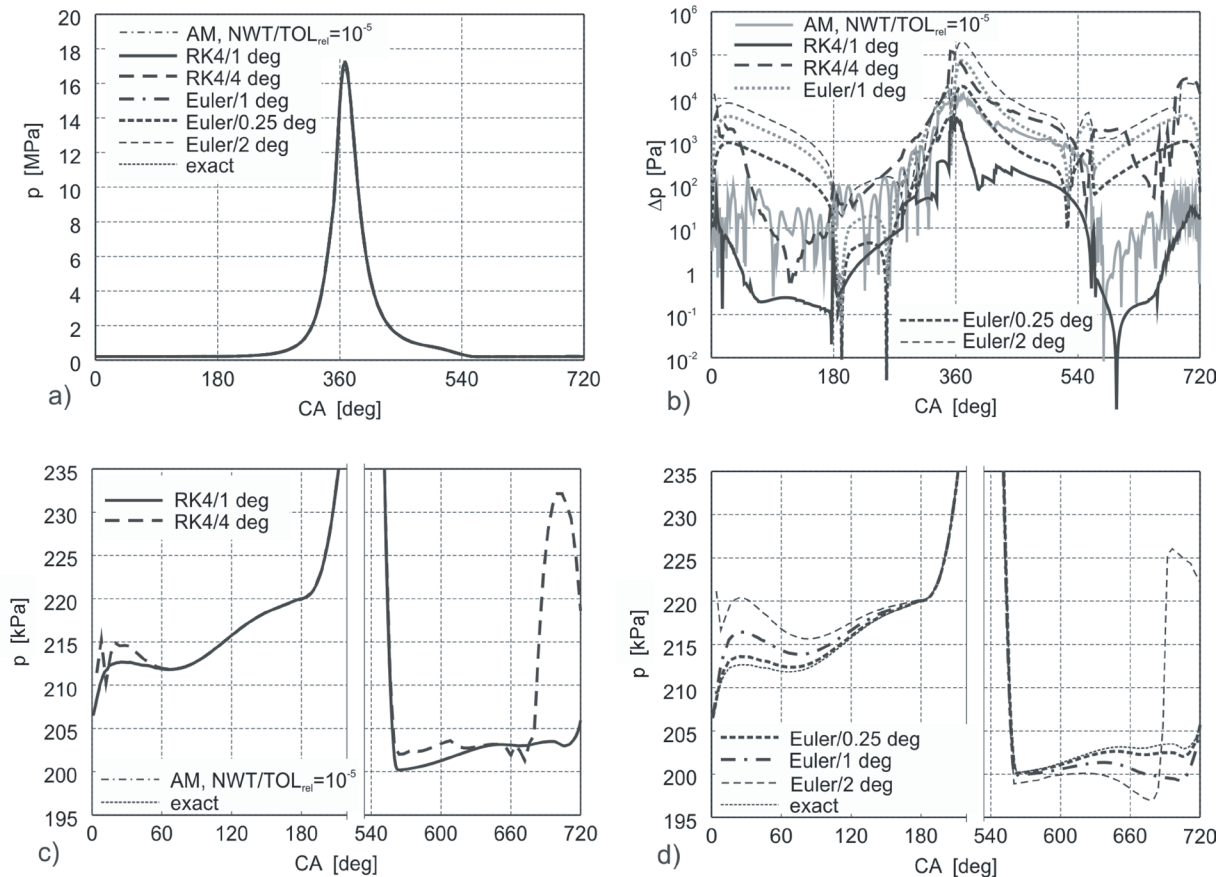 20
18
16
14
12
10
8
6
4
2
0
p [MPa]
AM, NWT/TOLrel=10-5
RK4/1 deg
RK4/4 deg
Euler/1 deg
Euler/0.25 deg
Euler/2 deg
exact
0 180 360 540 720
CA [deg]
a)
10^6
10^5
10^4
10^3
10^2
10^1
1
10^-1
10^-2
Δp [Pa]
AM, NWT/TOLrel=10-5
RK4/1 deg
RK4/4 deg
Euler/1 deg
Euler/0.25 deg
Euler/2 deg
0 180 360 540 720
CA [deg]
b)
235
230
225
220
215
210
205
200
195
p [kPa]
RK4/1 deg
RK4/4 deg
AM, NWT/TOLrel=10-5
exact
0 60 120 180 540 600 660 720
CA [deg]
c)
235
230
225
220
215
210
205
200
195
p [kPa]
Euler/0.25 deg
Euler/1 deg
Euler/2 deg
exact
0 60 120 180 540 600 660 720
CA [deg]
d)